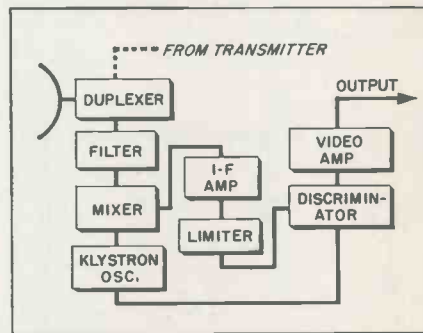 FROM TRANSMITTER
OUTPUT
DUPLEXER
FILTER
MIXER
KLYSTRON
OSC.
I-F
AMP
LIMITER
VIDEO
AMP
DISCRIMIN-
ATOR